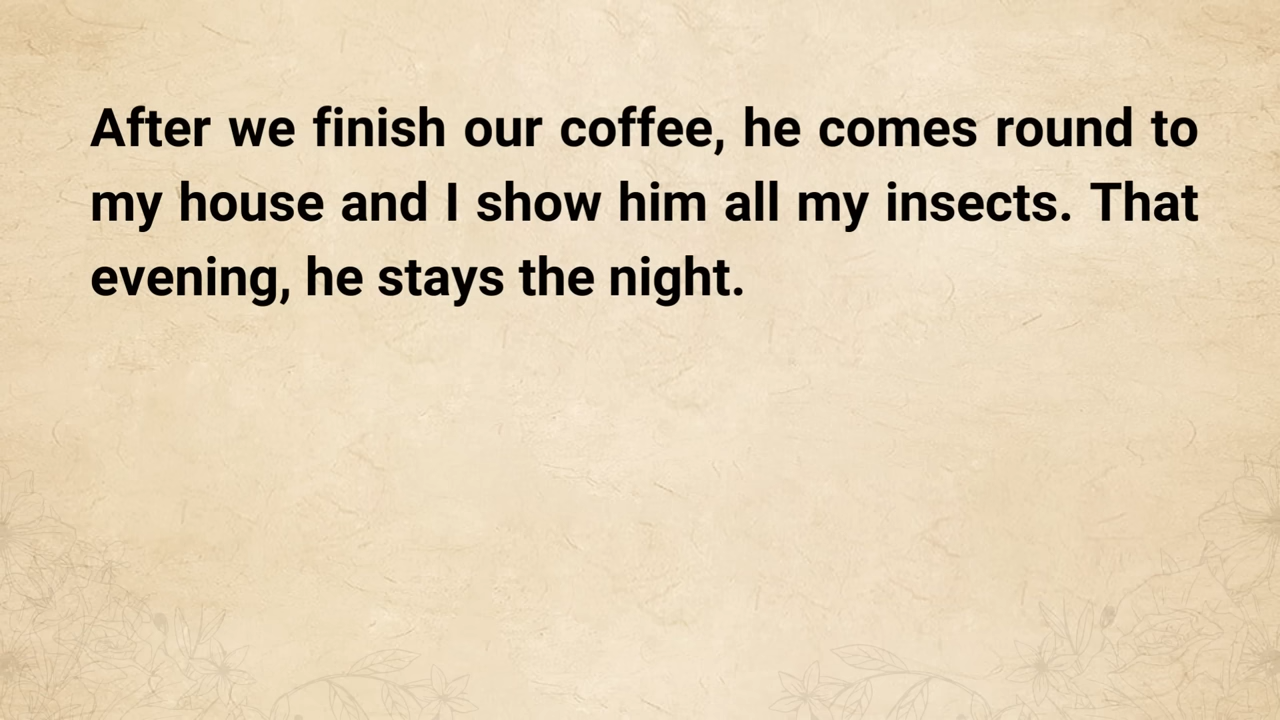 After we finish our coffee, he comes round to
my house and I show him all my insects. That
evening, he stays the night.